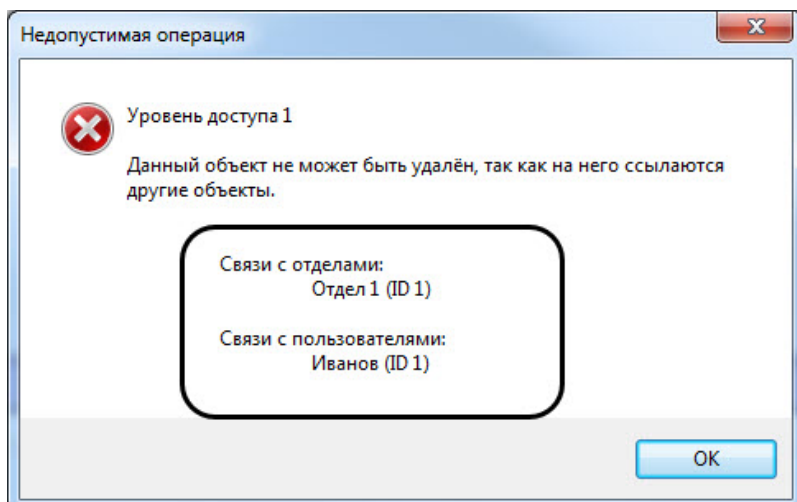 Недопустимая операция
Уровень доступа 1
Данный объект не может быть удалён, так как на него ссылаются
другие объекты.
Связи с отделами:
Отдел 1 (ID 1)
Связи с пользователями:
Иванов (ID 1)
OK